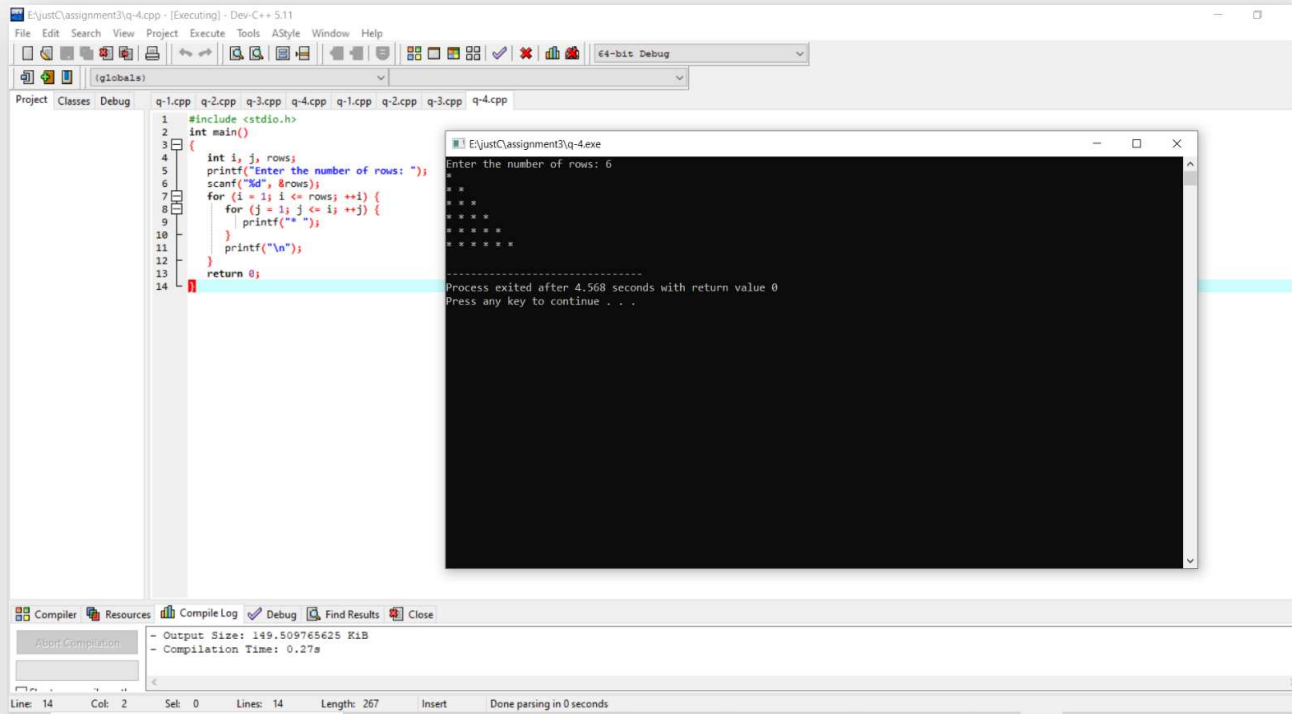 E:\justC\assignment3\q-4.cpp - [Executing] - Dev-C++ 5.11
File Edit Search View Project Execute Tools AStyle Window Help
64-bit Debug
(globals)
Project Classes Debug
q-1.cpp q-2.cpp q-3.cpp q-4.cpp q-1.cpp q-2.cpp q-3.cpp q-4.cpp
1 #include <stdio.h>
2 int main()
3 {
4 int i, j, rows;
5 printf("Enter the number of rows: ");
6 scanf("%d", &rows);
7 for (i = 1; i <= rows; ++i) {
8 for (j = 1; j <= i; ++j) {
9 printf("* ");
10 }
11 printf("\n");
12 }
13 return 0;
14 }
E:\justC\assignment3\q-4.exe
Enter the number of rows: 6
*
* *
* * *
* * * *
* * * * *
* * * * * *
--------------------------------
Process exited after 4.568 seconds with return value 0
Press any key to continue . . .
Compiler Resources Compile Log Debug Find Results Close
Abort Compilation
- Output Size: 149.509765625 KiB
- Compilation Time: 0.27s
Line: 14 Col: 2 Sel: 0 Lines: 14 Length: 267 Insert Done parsing in 0 seconds